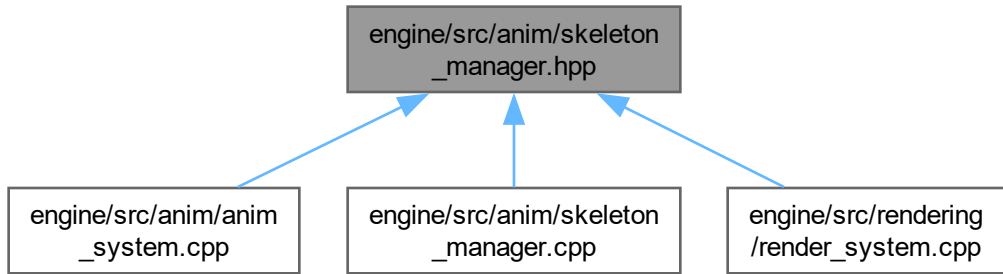 engine/src/anim/skeleton
_manager.hpp
engine/src/anim/anim
_system.cpp
engine/src/anim/skeleton
_manager.cpp
engine/src/rendering
/render_system.cpp